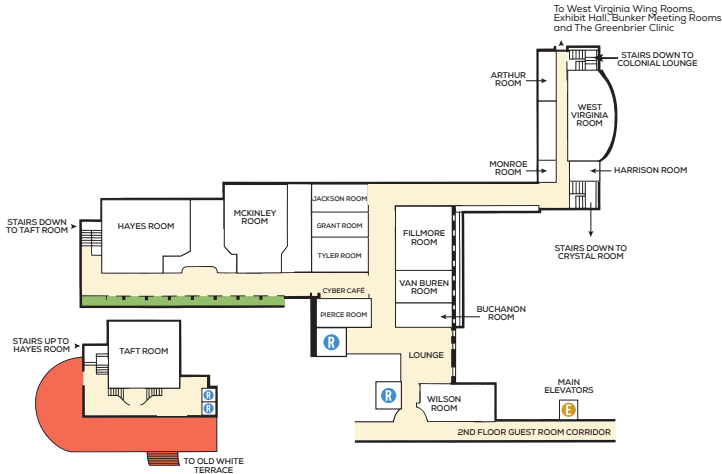 To West Virginia Wing Rooms,
Exhibit Hall, Bunker Meeting Rooms
and The Greenbrier Clinic
STAIRS DOWN TO
COLONIAL LOUNGE
ARTHUR
ROOM
WEST
VIRGINIA
ROOM
MONROE
ROOM
HARRISON ROOM
STAIRS DOWN TO
CRYSTAL ROOM
STAIRS DOWN
TO TAFT ROOM
HAYES ROOM
MCKINLEY
ROOM
JACKSON ROOM
GRANT ROOM
TYLER ROOM
FILLMORE
ROOM
VAN BUREN
ROOM
CYBER CAFÉ
PIERCE ROOM
BUCHANON
ROOM
R
LOUNGE
STAIRS UP TO
HAYES ROOM
TAFT ROOM
R
R
R
WILSON
ROOM
MAIN
ELEVATORS
E
2ND FLOOR GUEST ROOM CORRIDOR
TO OLD WHITE
TERRACE